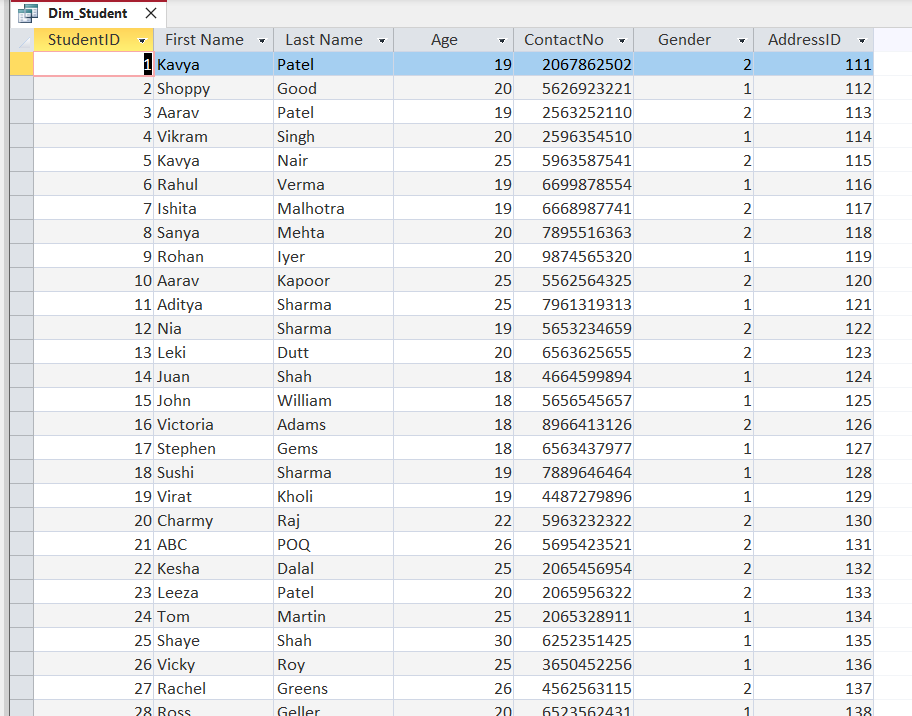 Dim_Student
StudentID First Name Last Name Age ContactNo Gender AddressID
1 Kavya Patel 19 2067862502 2 111
2 Shoppy Good 20 5626923221 1 112
3 Aarav Patel 19 2563252110 2 113
4 Vikram Singh 20 2596354510 1 114
5 Kavya Nair 25 5963587541 2 115
6 Rahul Verma 19 6699878554 1 116
7 Ishita Malhotra 19 6668987741 2 117
8 Sanya Mehta 20 7895516363 2 118
9 Rohan Iyer 20 9874565320 1 119
10 Aarav Kapoor 25 5562564325 2 120
11 Aditya Sharma 25 7961319313 1 121
12 Nia Sharma 19 5653234659 2 122
13 Leki Dutt 20 6563625655 2 123
14 Juan Shah 18 4664599894 1 124
15 John William 18 5656545657 1 125
16 Victoria Adams 18 8966413126 2 126
17 Stephen Gems 18 6563437977 1 127
18 Sushi Sharma 19 7889646464 1 128
19 Virat Kholi 19 4487279896 1 129
20 Charmy Raj 22 5963232322 2 130
21 ABC POQ 26 5695423521 2 131
22 Kesha Dalal 25 2065456954 2 132
23 Leeza Patel 20 2065956322 2 133
24 Tom Martin 25 2065328911 1 134
25 Shaye Shah 30 6252351425 1 135
26 Vicky Roy 25 3650452256 1 136
27 Rachel Greens 26 4562563115 2 137
28 Ross Geller 20 6523562431 1 138